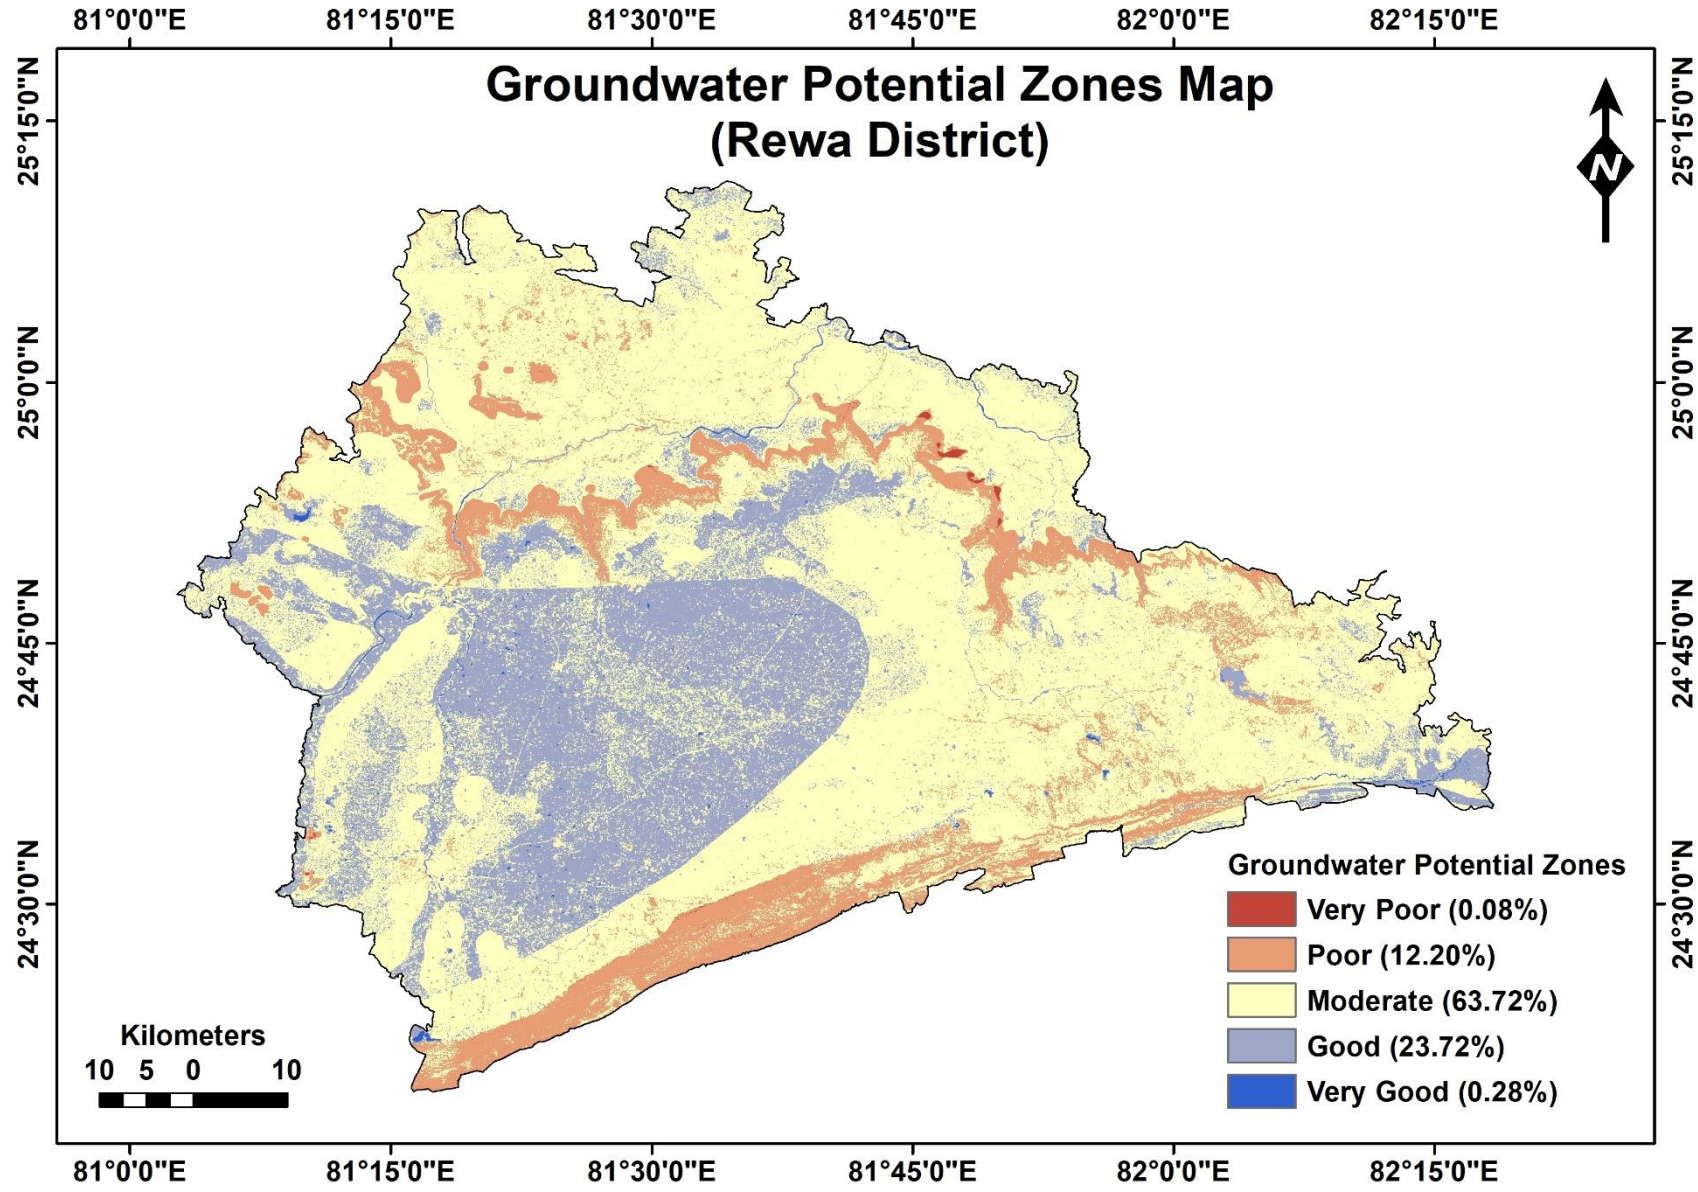 81°0'0"E 81°15'0"E 81°30'0"E 81°45'0"E 82°0'0"E 82°15'0"E
Groundwater Potential Zones Map
(Rewa District)
N
25°15'0"N
25°0'0"N
24°45'0"N
24°30'0"N
25°15'0"N
25°0'0"N
24°45'0"N
24°30'0"N
Groundwater Potential Zones
Very Poor (0.08%)
Poor (12.20%)
Moderate (63.72%)
Good (23.72%)
Very Good (0.28%)
Kilometers
10 5 0 10
81°0'0"E 81°15'0"E 81°30'0"E 81°45'0"E 82°0'0"E 82°15'0"E